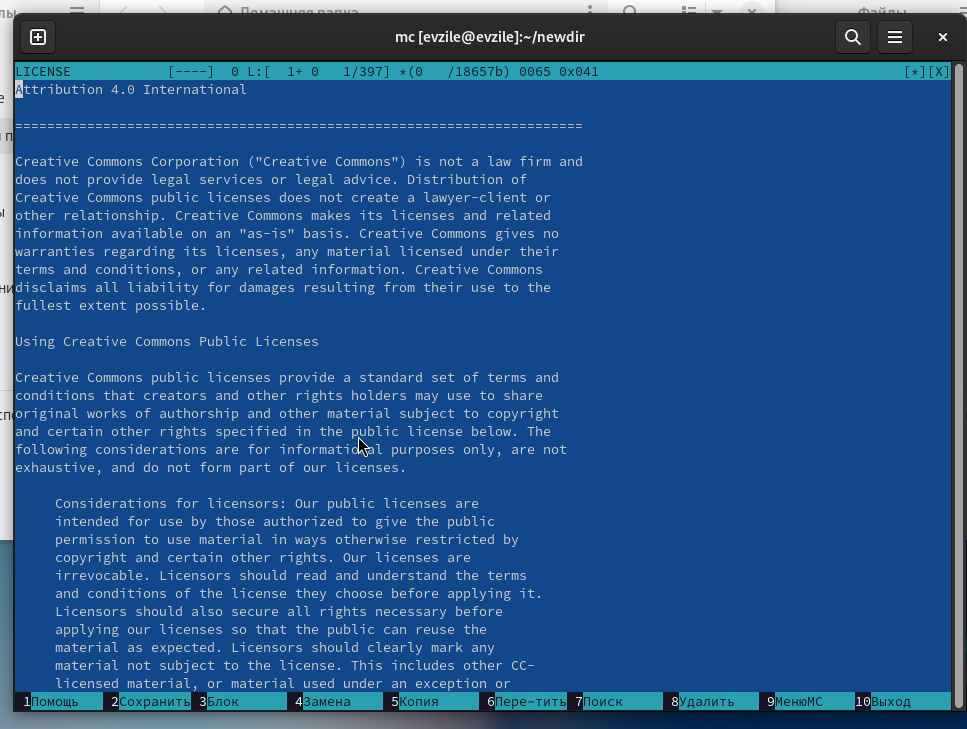 Домашняя папка
Файлы
mc [evzile@evzile]:~/newdir
LICENSE [----] 0 L:[ 1+ 0 1/397] *(0 /18657b) 0065 0x041 [*][X]
Attribution 4.0 International
=======================================================================
Creative Commons Corporation ("Creative Commons") is not a law firm and
does not provide legal services or legal advice. Distribution of
Creative Commons public licenses does not create a lawyer-client or
other relationship. Creative Commons makes its licenses and related
information available on an "as-is" basis. Creative Commons gives no
warranties regarding its licenses, any material licensed under their
terms and conditions, or any related information. Creative Commons
disclaims all liability for damages resulting from their use to the
fullest extent possible.
Using Creative Commons Public Licenses
Creative Commons public licenses provide a standard set of terms and
conditions that creators and other rights holders may use to share
original works of authorship and other material subject to copyright
and certain other rights specified in the public license below. The
following considerations are for informational purposes only, are not
exhaustive, and do not form part of our licenses.
Considerations for licensors: Our public licenses are
intended for use by those authorized to give the public
permission to use material in ways otherwise restricted by
copyright and certain other rights. Our licenses are
irrevocable. Licensors should read and understand the terms
and conditions of the license they choose before applying it.
Licensors should also secure all rights necessary before
applying our licenses so that the public can reuse the
material as expected. Licensors should clearly mark any
material not subject to the license. This includes other CC-
licensed material, or material used under an exception or
1Помощь 2Сохранить 3Блок 4Замена 5Копия 6Пере~тить 7Поиск 8Удалить 9МенюMC 10Выход